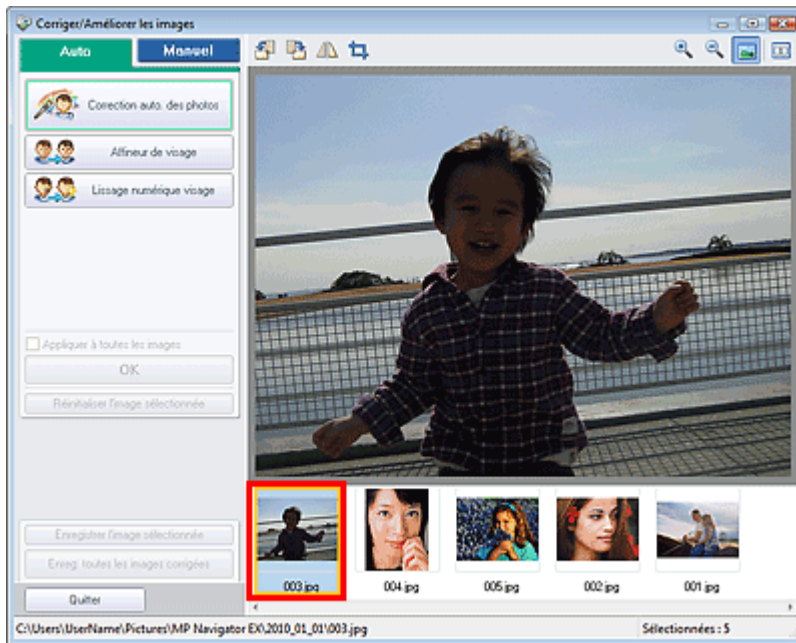 Corriger/Améliorer les images
Auto
Manuel
Correction auto. des photos
Affineur de visage
Lissage numérique visage
Appliquer à toutes les images
OK
Réinitialiser l'image sélectionnée
Enregistrer l'image sélectionnée
Enreg. toutes les images corrigées
Quitter
003.jpg
004.jpg
005.jpg
002.jpg
001.jpg
C:\Users\UserName\Pictures\MP Navigator EX\2010_01_01\003.jpg
Sélectionnées : 5